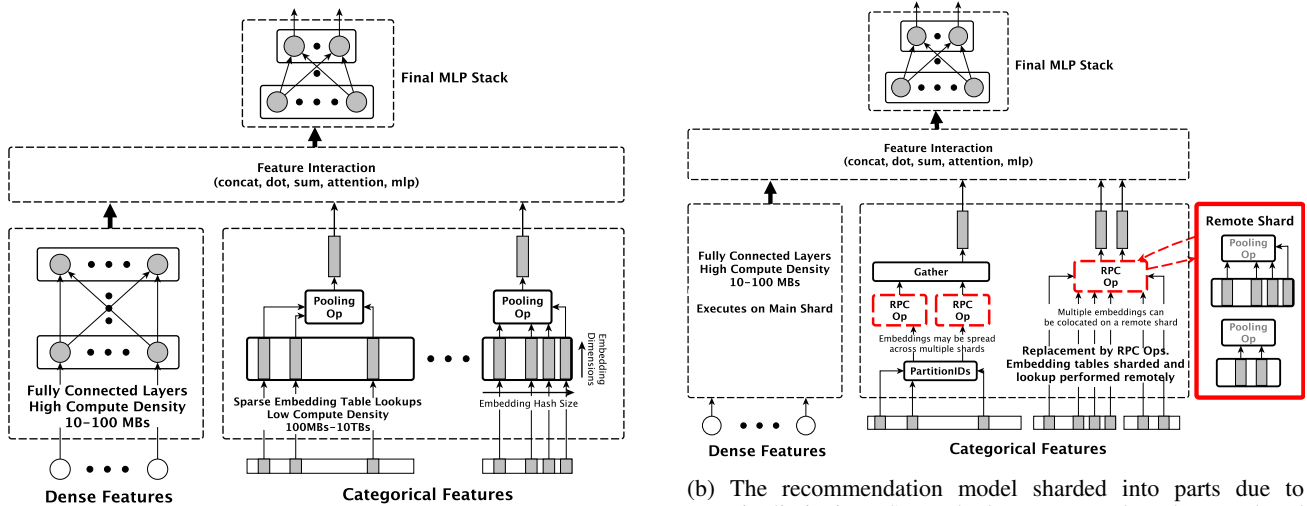 Final MLP Stack
Feature Interaction
(concat, dot, sum, attention, mlp)
Fully Connected Layers
High Compute Density
10-100 MBs
Pooling
Op
Pooling
Op
Embedding
Dimensions
Sparse Embedding Table Lookups
Low Compute Density
100MBs-10TBs
Embedding Hash Size
Dense Features
Categorical Features
Final MLP Stack
Feature Interaction
(concat, dot, sum, attention, mlp)
Fully Connected Layers
High Compute Density
10-100 MBs
Executes on Main Shard
Gather
RPC
Op
RPC
Op
Embeddings may be spread
across multiple shards
PartitionIDs
RPC
Op
Multiple embeddings can
be colocated on a remote shard
Replacement by RPC Ops.
Embedding tables sharded and
lookup performed remotely
Remote Shard
Pooling
Op
Pooling
Op
Dense Features
Categorical Features
(b) The recommendation model sharded into parts due to